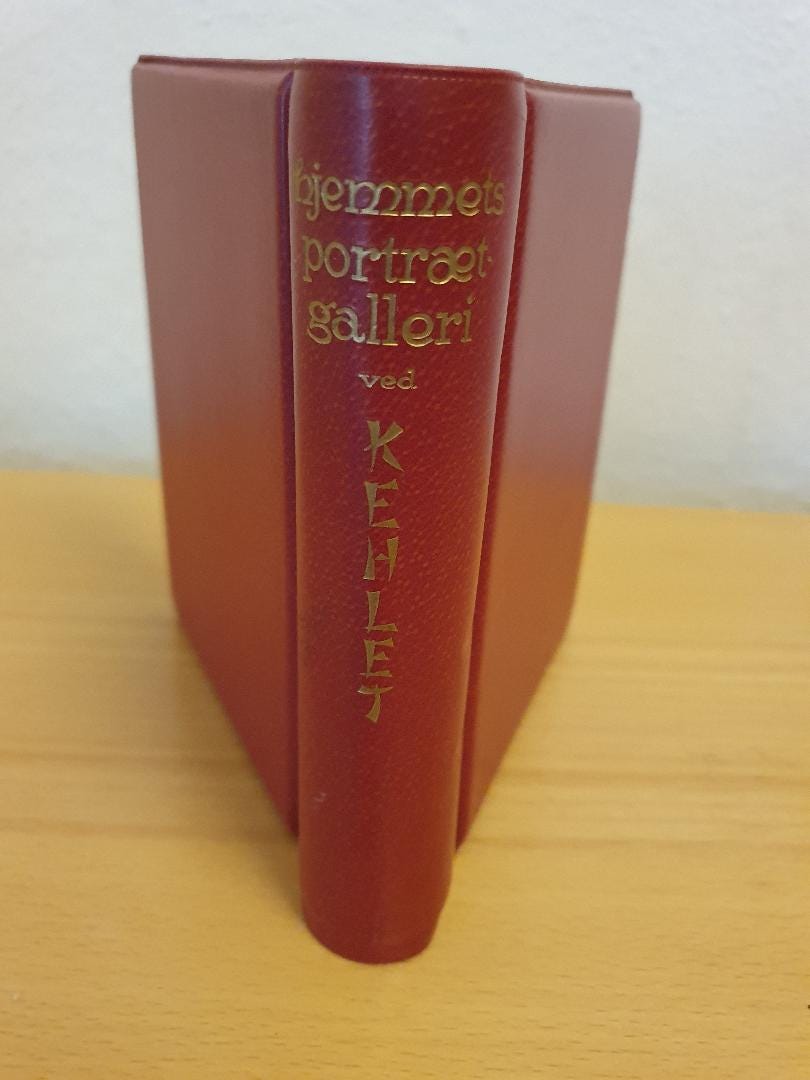 hjemmets
portræt-
galleri
ved
KEHLET